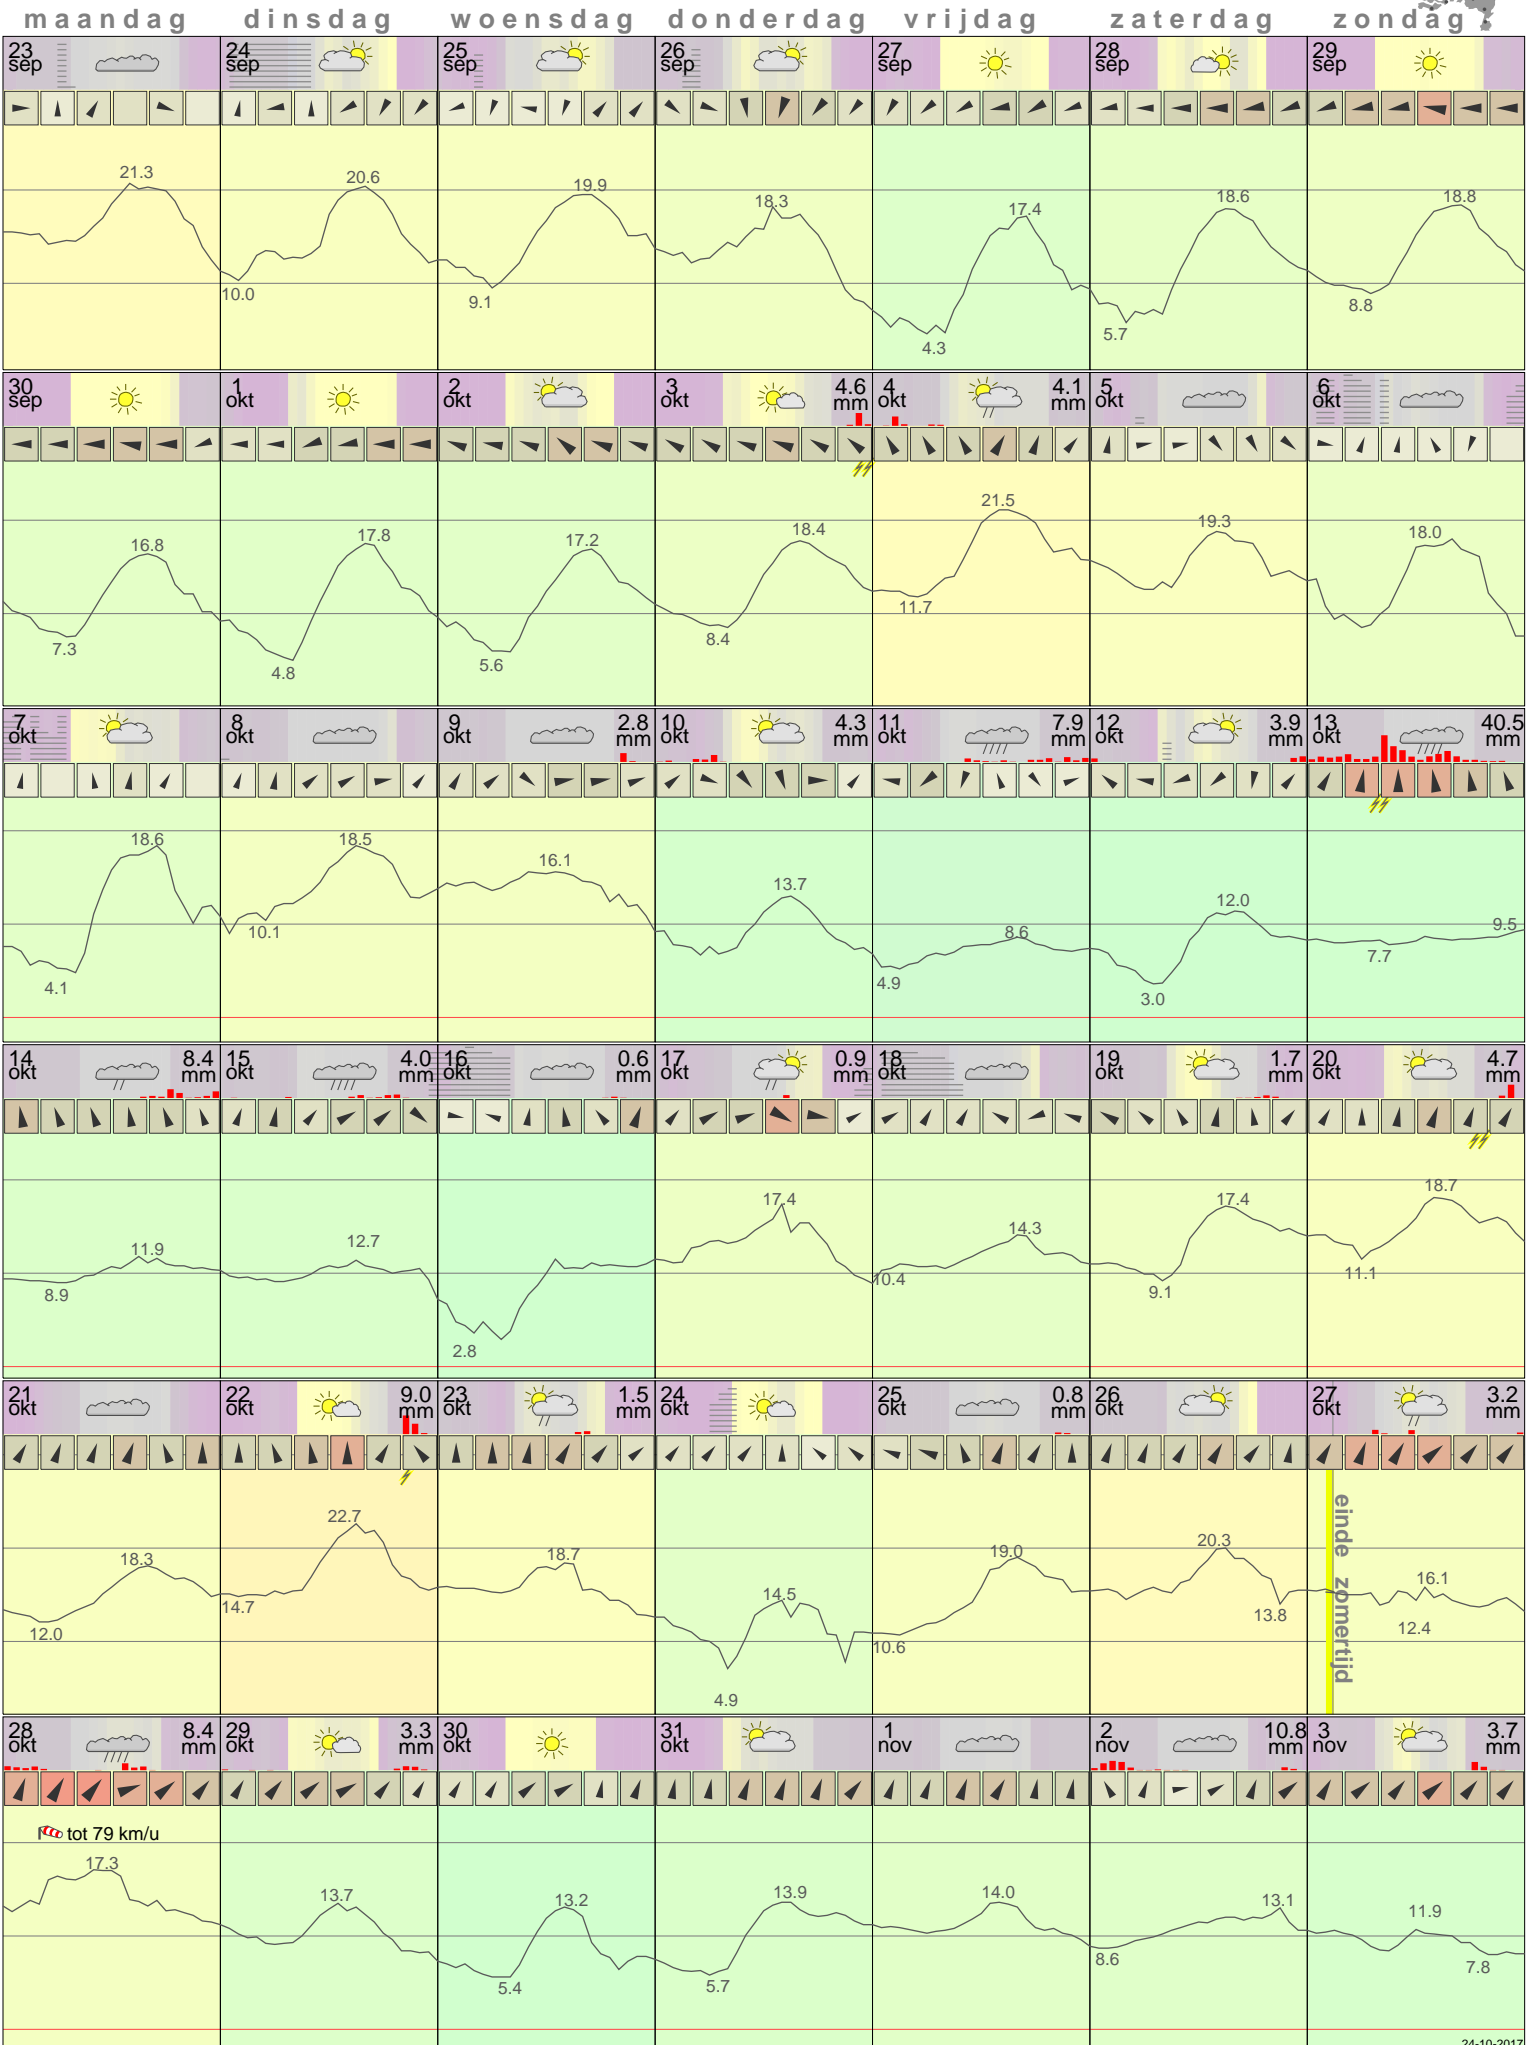 maandag dinsdag woensdag donderdag vrijdag zaterdag zondag
23 24 25 26 27 28 29
sep sep sep sep sep sep sep
21.3 20.6 19.9 18.3 17.4 18.6 18.8
10.0 9.1 4.3 5.7 8.8
30 1 2 3 4.6 4 4.1 5 6
sep okt okt okt mm okt mm okt okt
16.8 17.8 17.2 18.4 21.5 19.3 18.0
7.3 4.8 5.6 8.4 11.7
7 8 9 2.8 10 4.3 11 7.9 12 3.9 13 40.5
okt okt okt mm okt mm okt mm okt mm okt mm
18.6 18.5 16.1 13.7 8.6 12.0 9.5
4.1 10.1 4.9 3.0 7.7
14 8.4 15 4.0 16 0.6 17 0.9 18 19 1.7 20 4.7
okt mm okt mm okt mm okt mm okt okt mm okt mm
11.9 12.7 17.4 14.3 17.4 18.7
8.9 2.8 10.4 9.1 11.1
21 22 9.0 23 1.5 24 25 0.8 26 27 3.2
okt okt mm okt mm okt okt mm okt okt mm
einde zomertijd
18.3 22.7 18.7 14.5 19.0 20.3 16.1
12.0 14.7 4.9 10.6 13.8 12.4
28 8.4 29 3.3 30 31 1 2 10.8 3 3.7
okt mm okt mm okt okt nov nov mm nov mm
tot 79 km/u
17.3 13.7 13.2 13.9 14.0 13.1 11.9
5.4 5.7 8.6 7.8
24-10-2017